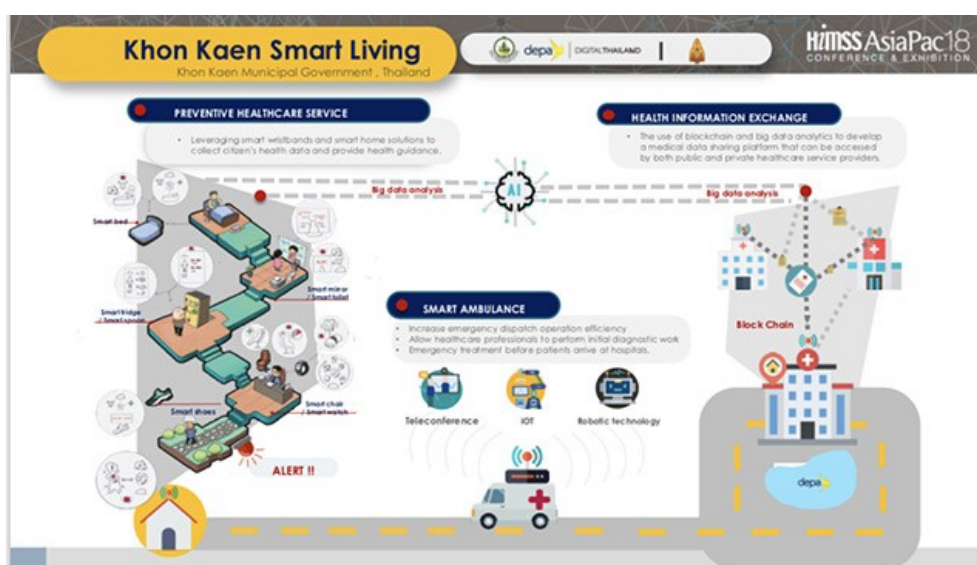 Khon Kaen Smart Living
Khon Kaen Municipal Government , Thailand
depa
DIGITALTHAILAND
HIMSS AsiaPac18
CONFERENCE & EXHIBITION
PREVENTIVE HEALTHCARE SERVICE
• Leveraging smart wristbands and smart home solutions to
collect citizen's health data and provide health guidance.
HEALTH INFORMATION EXCHANGE
• The use of blockchain and big data analytics to develop
a medical data sharing platform that can be accessed
by both public and private healthcare service providers.
Big data analysis
AI
Big data analysis
Smart bed
Smart mirror
/ Smart toilet
Smart fridge
/ Smart spoon
SMART AMBULANCE
• Increase emergency dispatch operation efficiency
• Allow healthcare professionals to perform initial diagnostic work
• Emergency treatment before patients arrive at hospitals.
Block Chain
Teleconference
IOT
Robotic technology
Smart shoes
Smart chair
/ Smart watch
ALERT !!
depa